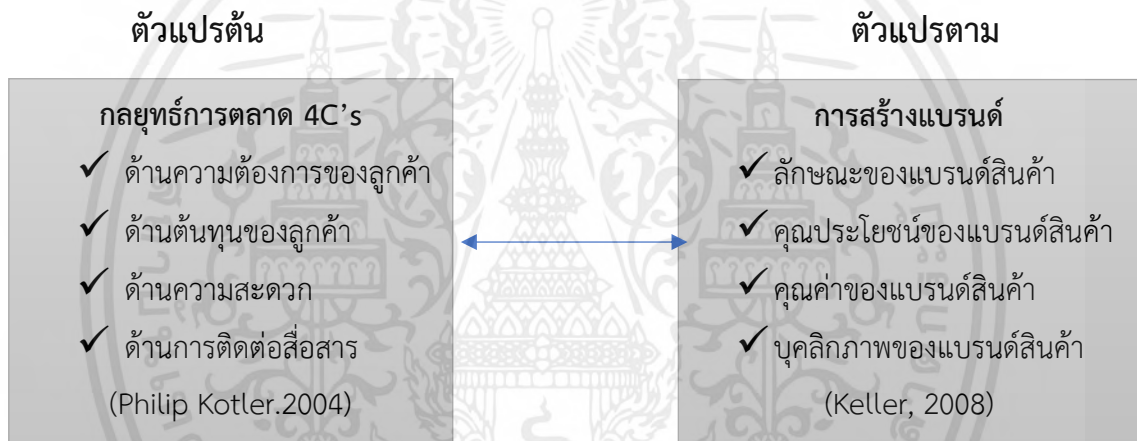 ตัวแปรต้น
ตัวแปรตาม
กลยุทธ์การตลาด 4C’s
✓ ด้านความต้องการของลูกค้า
✓ ด้านต้นทุนของลูกค้า
✓ ด้านความสะดวก
✓ ด้านการติดต่อสื่อสาร
(Philip Kotler.2004)
การสร้างแบรนด์
✓ ลักษณะของแบรนด์สินค้า
✓ คุณประโยชน์ของแบรนด์สินค้า
✓ คุณค่าของแบรนด์สินค้า
✓ บุคลิกภาพของแบรนด์สินค้า
(Keller, 2008)